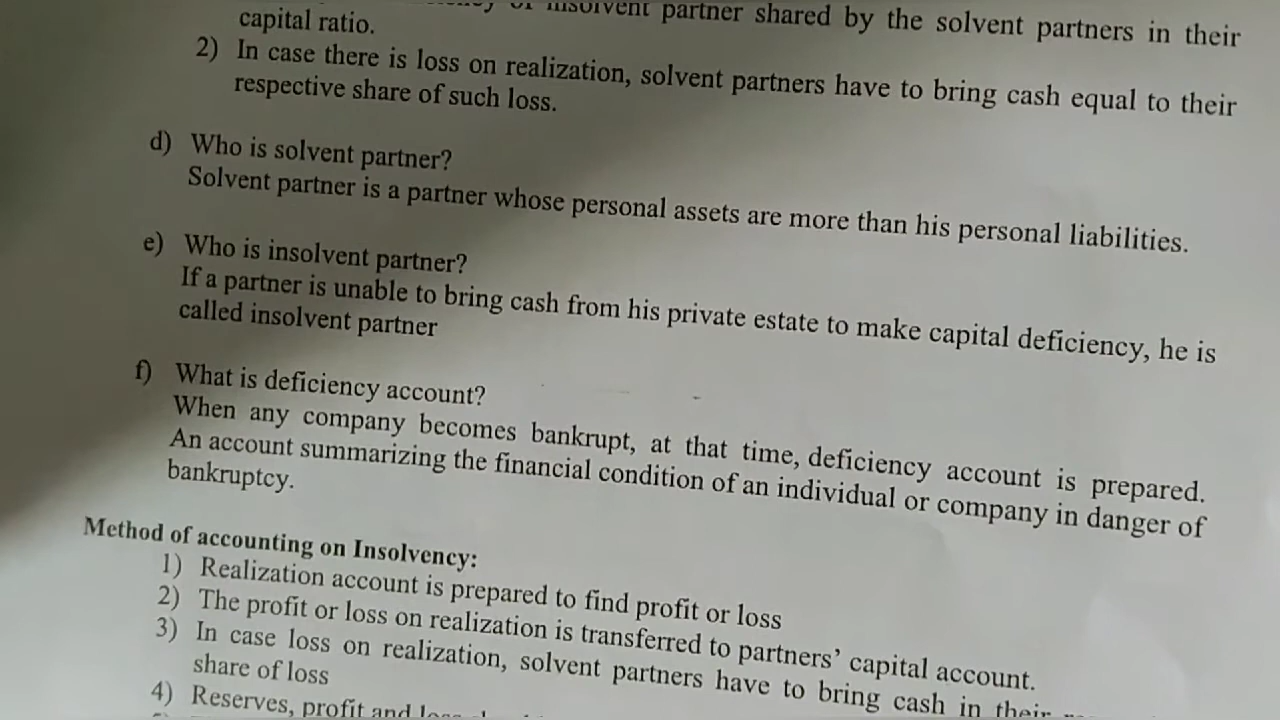 insolvent partner shared by the solvent partners in their
capital ratio.
2) In case there is loss on realization, solvent partners have to bring cash equal to their
respective share of such loss.
d) Who is solvent partner?
Solvent partner is a partner whose personal assets are more than his personal liabilities.
e) Who is insolvent partner?
If a partner is unable to bring cash from his private estate to make capital deficiency, he is
called insolvent partner
f) What is deficiency account?
When any company becomes bankrupt, at that time, deficiency account is prepared.
An account summarizing the financial condition of an individual or company in danger of
bankruptcy.
Method of accounting on Insolvency:
1) Realization account is prepared to find profit or loss
2) The profit or loss on realization is transferred to partners' capital account.
3) In case loss on realization, solvent partners have to bring cash in their
share of loss
4) Reserves, profit and